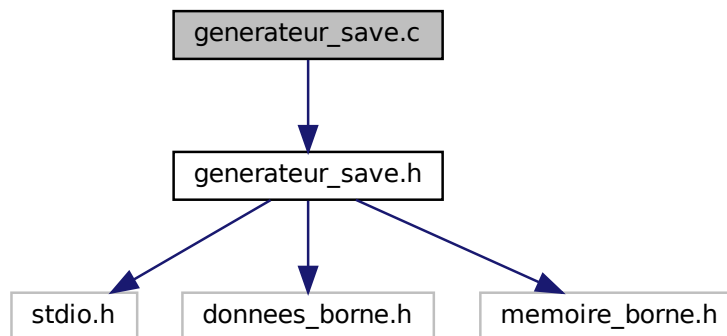 generateur_save.c
generateur_save.h
stdio.h
donnees_borne.h
memoire_borne.h